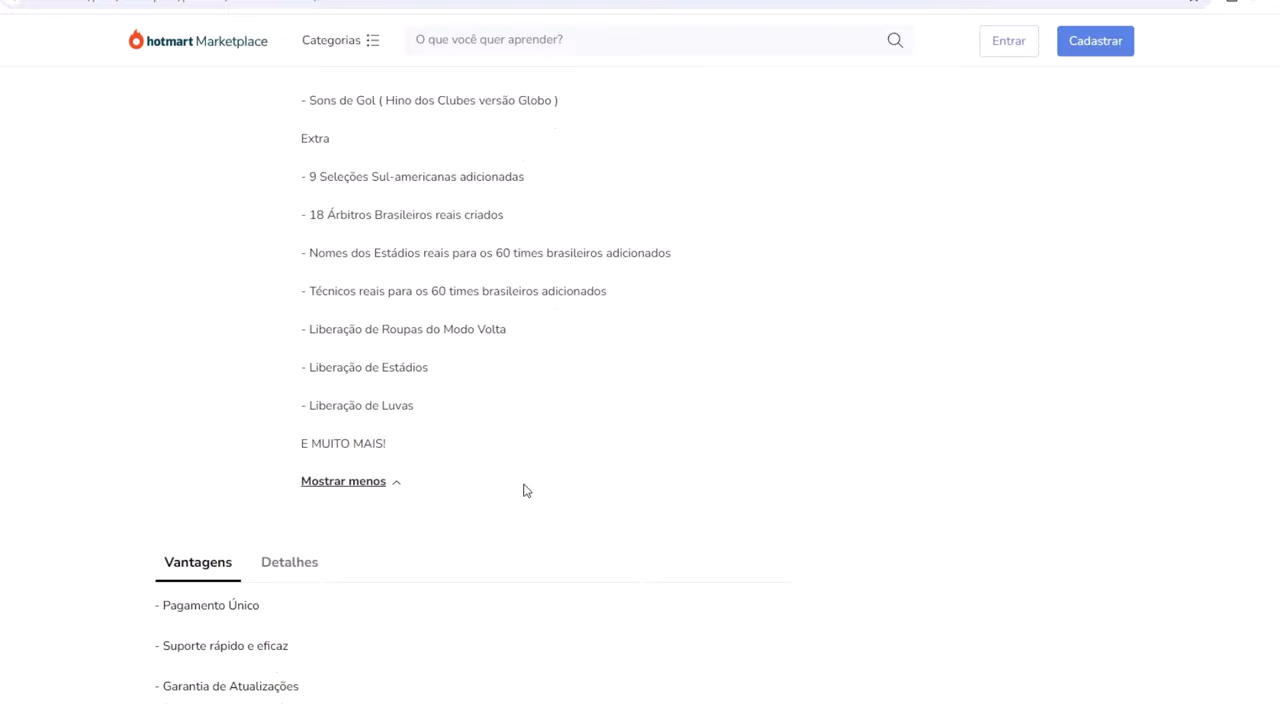 hotmart Marketplace
Categorias
O que você quer aprender?
Entrar
Cadastrar
- Sons de Gol ( Hino dos Clubes versão Globo )
Extra
- 9 Seleções Sul-americanas adicionadas
- 18 Árbitros Brasileiros reais criados
- Nomes dos Estádios reais para os 60 times brasileiros adicionados
- Técnicos reais para os 60 times brasileiros adicionados
- Liberação de Roupas do Modo Volta
- Liberação de Estádios
- Liberação de Luvas
E MUITO MAIS!
Mostrar menos
Vantagens
Detalhes
- Pagamento Único
- Suporte rápido e eficaz
- Garantia de Atualizações